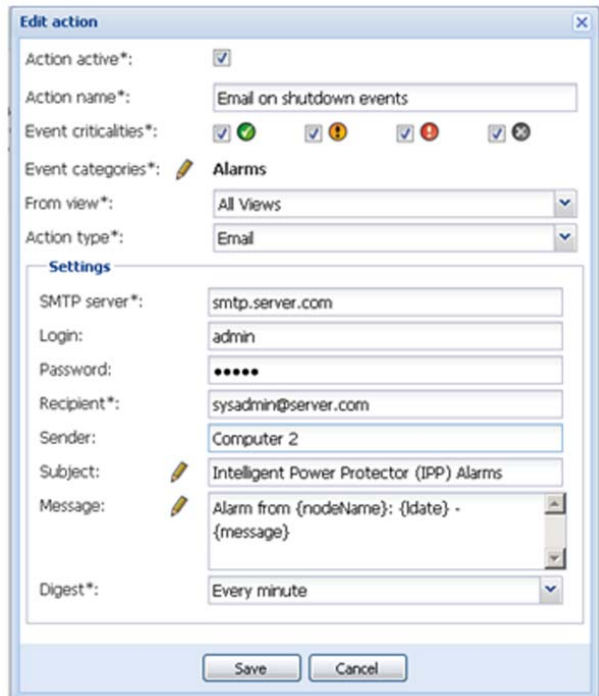 Edit action
Action active*:
Action name*: Email on shutdown events
Event criticalities*:
Event categories*: Alarms
From view*: All Views
Action type*: Email
Settings
SMTP server*: smtp.server.com
Login: admin
Password: •••••
Recipient*: sysadmin@server.com
Sender: Computer 2
Subject: Intelligent Power Protector (IPP) Alarms
Message: Alarm from {nodeName}: {ldate} -
{message}
Digest*: Every minute
Save Cancel